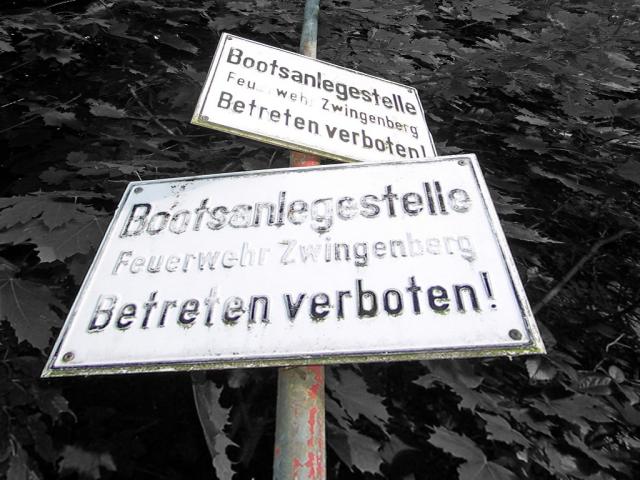 Bootsanlegestelle
Feuerwehr Zwingenberg
Betreten verboten!
Bootsanlegestelle
Feuerwehr Zwingenberg
Betreten verboten!